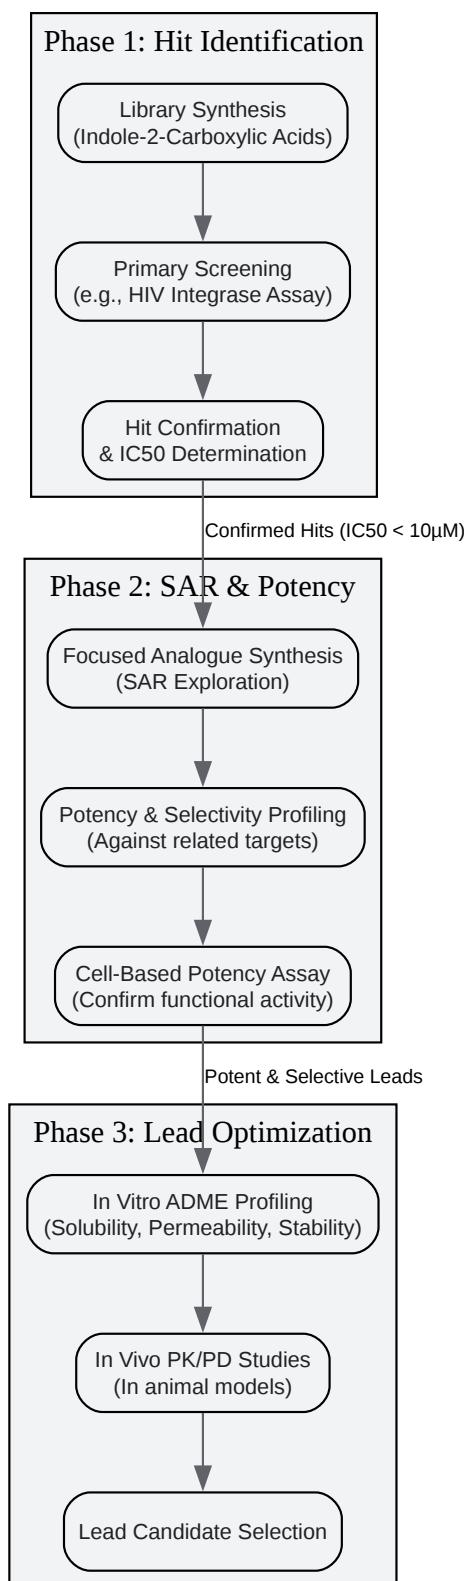 Phase 1: Hit Identification
Library Synthesis
(Indole-2-Carboxylic Acids)
Primary Screening
(e.g., HIV Integrase Assay)
Hit Confirmation
& IC50 Determination
Confirmed Hits (IC50 < 10µM)
Phase 2: SAR & Potency
Focused Analogue Synthesis
(SAR Exploration)
Potency & Selectivity Profiling
(Against related targets)
Cell-Based Potency Assay
(Confirm functional activity)
Potent & Selective Leads
Phase 3: Lead Optimization
In Vitro ADME Profiling
(Solubility, Permeability, Stability)
In Vivo PK/PD Studies
(In animal models)
Lead Candidate Selection